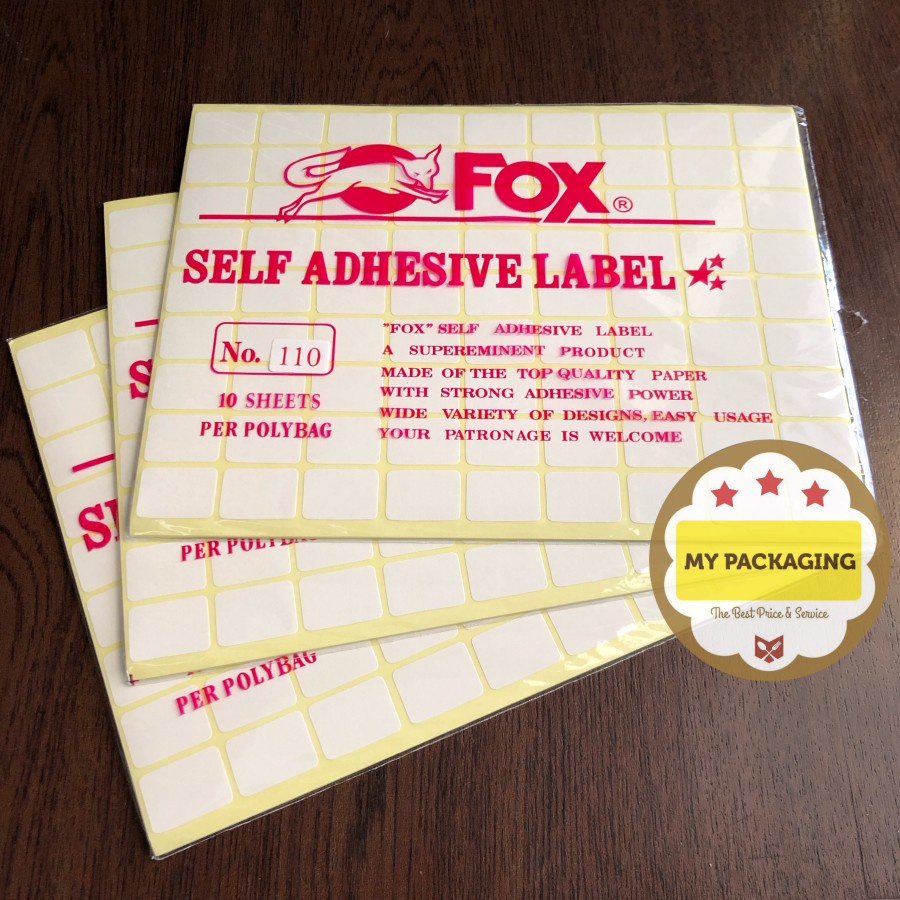 FOX®
SELF ADHESIVE LABEL
No. 110
10 SHEETS
PER POLYBAG
"FOX" SELF ADHESIVE LABEL
A SUPEREMINENT PRODUCT
MADE OF THE TOP QUALITY PAPER
WITH STRONG ADHESIVE POWER
WIDE VARIETY OF DESIGNS, EASY USAGE
YOUR PATRONAGE IS WELCOME
S
PER POLYBAG
SE
PER POLYBAG
MY PACKAGING
The Best Price & Service